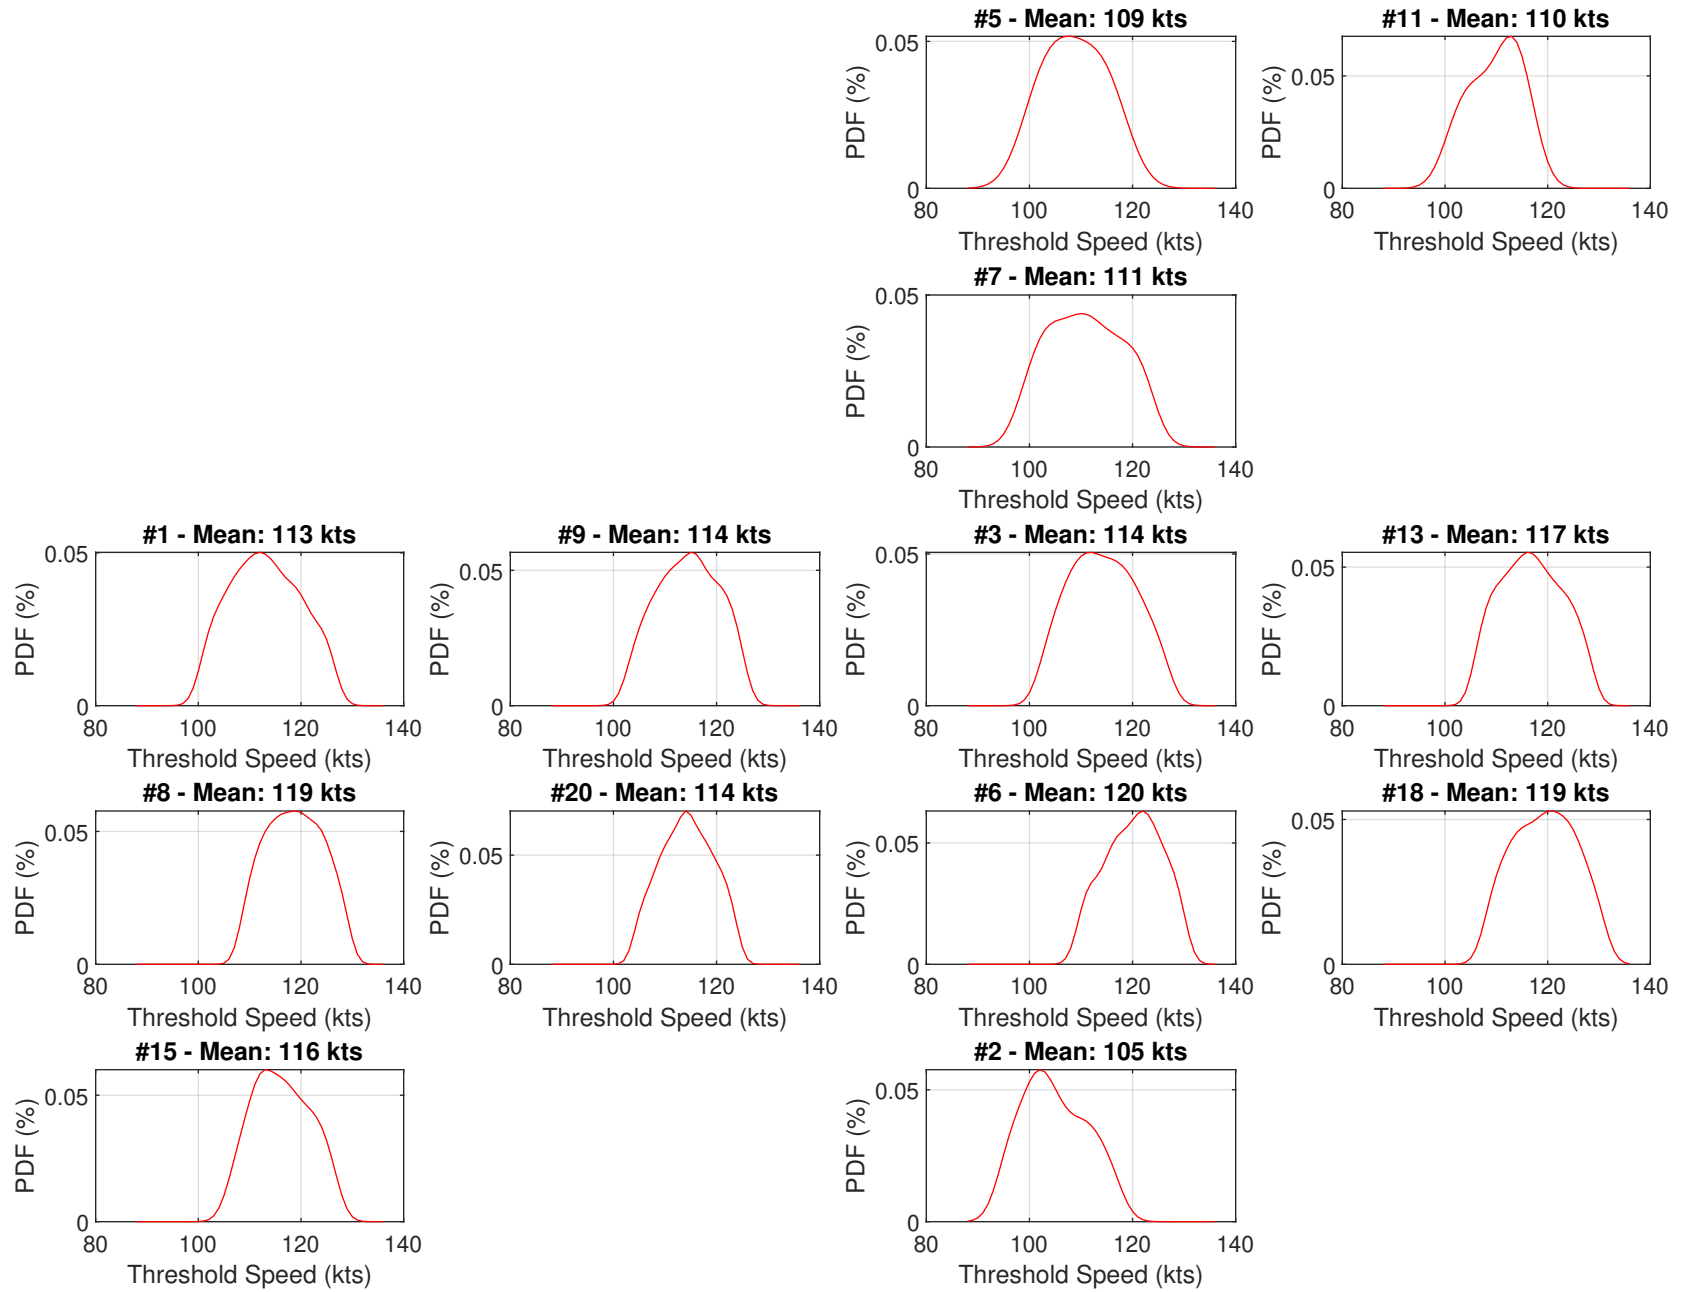 #5 - Mean: 109 kts
0.05
0
PDF (%)
80 100 120 140
Threshold Speed (kts)
#11 - Mean: 110 kts
0.05
0
PDF (%)
80 100 120 140
Threshold Speed (kts)
#7 - Mean: 111 kts
0.05
0
PDF (%)
80 100 120 140
Threshold Speed (kts)
#1 - Mean: 113 kts
0.05
0
PDF (%)
80 100 120 140
Threshold Speed (kts)
#9 - Mean: 114 kts
0.05
0
PDF (%)
80 100 120 140
Threshold Speed (kts)
#3 - Mean: 114 kts
0.05
0
PDF (%)
80 100 120 140
Threshold Speed (kts)
#13 - Mean: 117 kts
0.05
0
PDF (%)
80 100 120 140
Threshold Speed (kts)
#8 - Mean: 119 kts
0.05
0
PDF (%)
80 100 120 140
Threshold Speed (kts)
#20 - Mean: 114 kts
0.05
0
PDF (%)
80 100 120 140
Threshold Speed (kts)
#6 - Mean: 120 kts
0.05
0
PDF (%)
80 100 120 140
Threshold Speed (kts)
#18 - Mean: 119 kts
0.05
0
PDF (%)
80 100 120 140
Threshold Speed (kts)
#15 - Mean: 116 kts
0.05
0
PDF (%)
80 100 120 140
Threshold Speed (kts)
#2 - Mean: 105 kts
0.05
0
PDF (%)
80 100 120 140
Threshold Speed (kts)